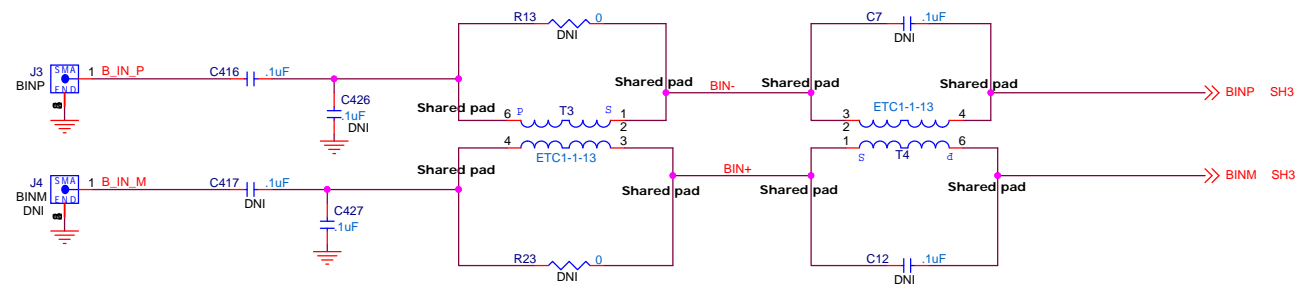 R13 0
DNI
C7 .1uF
DNI
J3
BINP
SMA
END
1 B_IN_P
C416 .1uF
C426
.1uF
DNI
Shared pad
6 P T3 S 1
2
Shared pad
BIN-
Shared pad
ETC1-1-13
3 4
2
Shared pad
BINP SH3
4 3
ETC1-1-13
Shared pad
1 6
S T4 P
J4
BINM
DNI
SMA
END
1 B_IN_M
C417 .1uF
DNI
C427
.1uF
Shared pad
BIN+
Shared pad
Shared pad
BINM SH3
R23 0
DNI
C12 .1uF
DNI